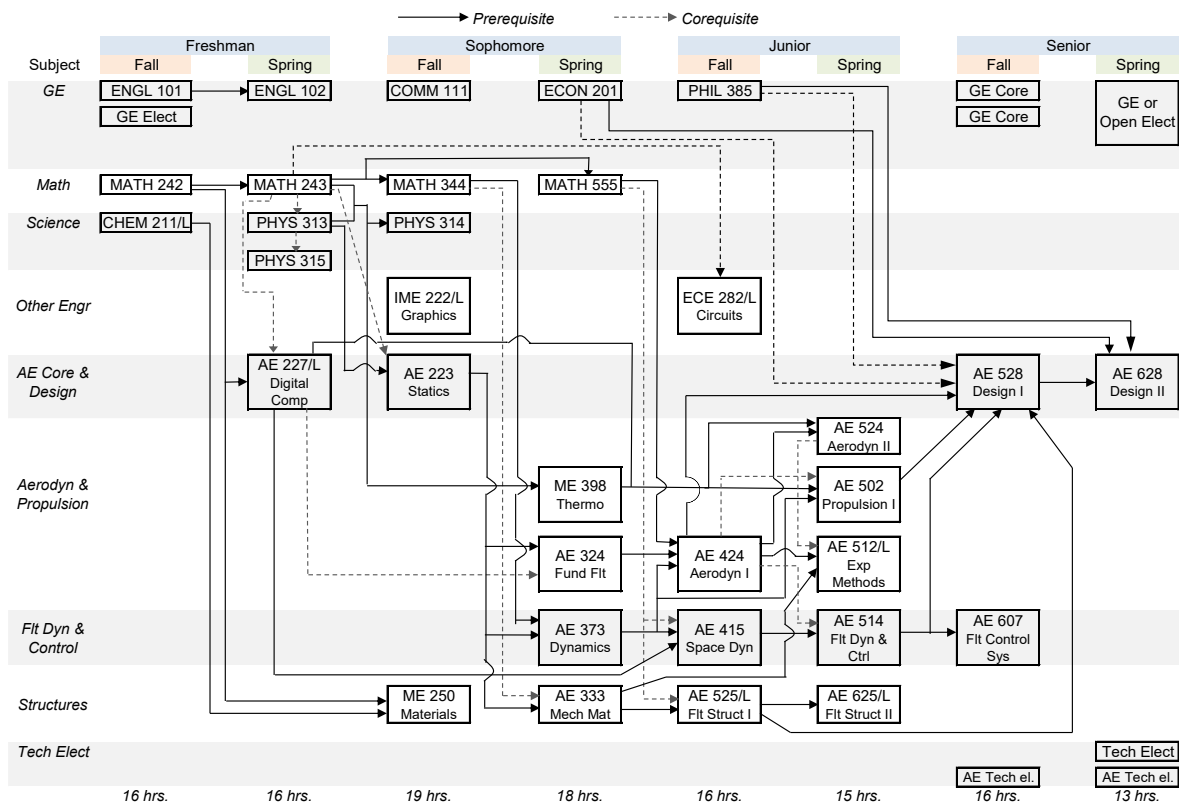 Prerequisite Corequisite
Freshman Sophomore Junior Senior
Subject Fall Spring Fall Spring Fall Spring Fall Spring
GE ENGL 101 ENGL 102 COMM 111 ECON 201 PHIL 385 GE Core GE or
GE Elect GE Core Open Elect
Math MATH 242 MATH 243 MATH 344 MATH 555
Science CHEM 211/L PHYS 313 PHYS 314
PHYS 315
Other Engr IME 222/L ECE 282/L
Graphics Circuits
AE Core & AE 227/L AE 223 AE 528 AE 628
Design Digital Statics Design I Design II
Comp
AE 524
Aerodyn II
Aerodyn & ME 398 AE 502
Propulsion Thermo Propulsion I
AE 324 AE 424 AE 512/L
Fund Flt Aerodyn I Exp
Methods
Flt Dyn & AE 373 AE 415 AE 514 AE 607
Control Dynamics Space Dyn Flt Dyn & Flt Control
Ctrl Sys
Structures ME 250 AE 333 AE 525/L AE 625/L
Materials Mech Mat Flt Struct I Flt Struct II
Tech Elect Tech Elect
AE Tech el. AE Tech el.
16 hrs. 16 hrs. 19 hrs. 18 hrs. 16 hrs. 15 hrs. 16 hrs. 13 hrs.